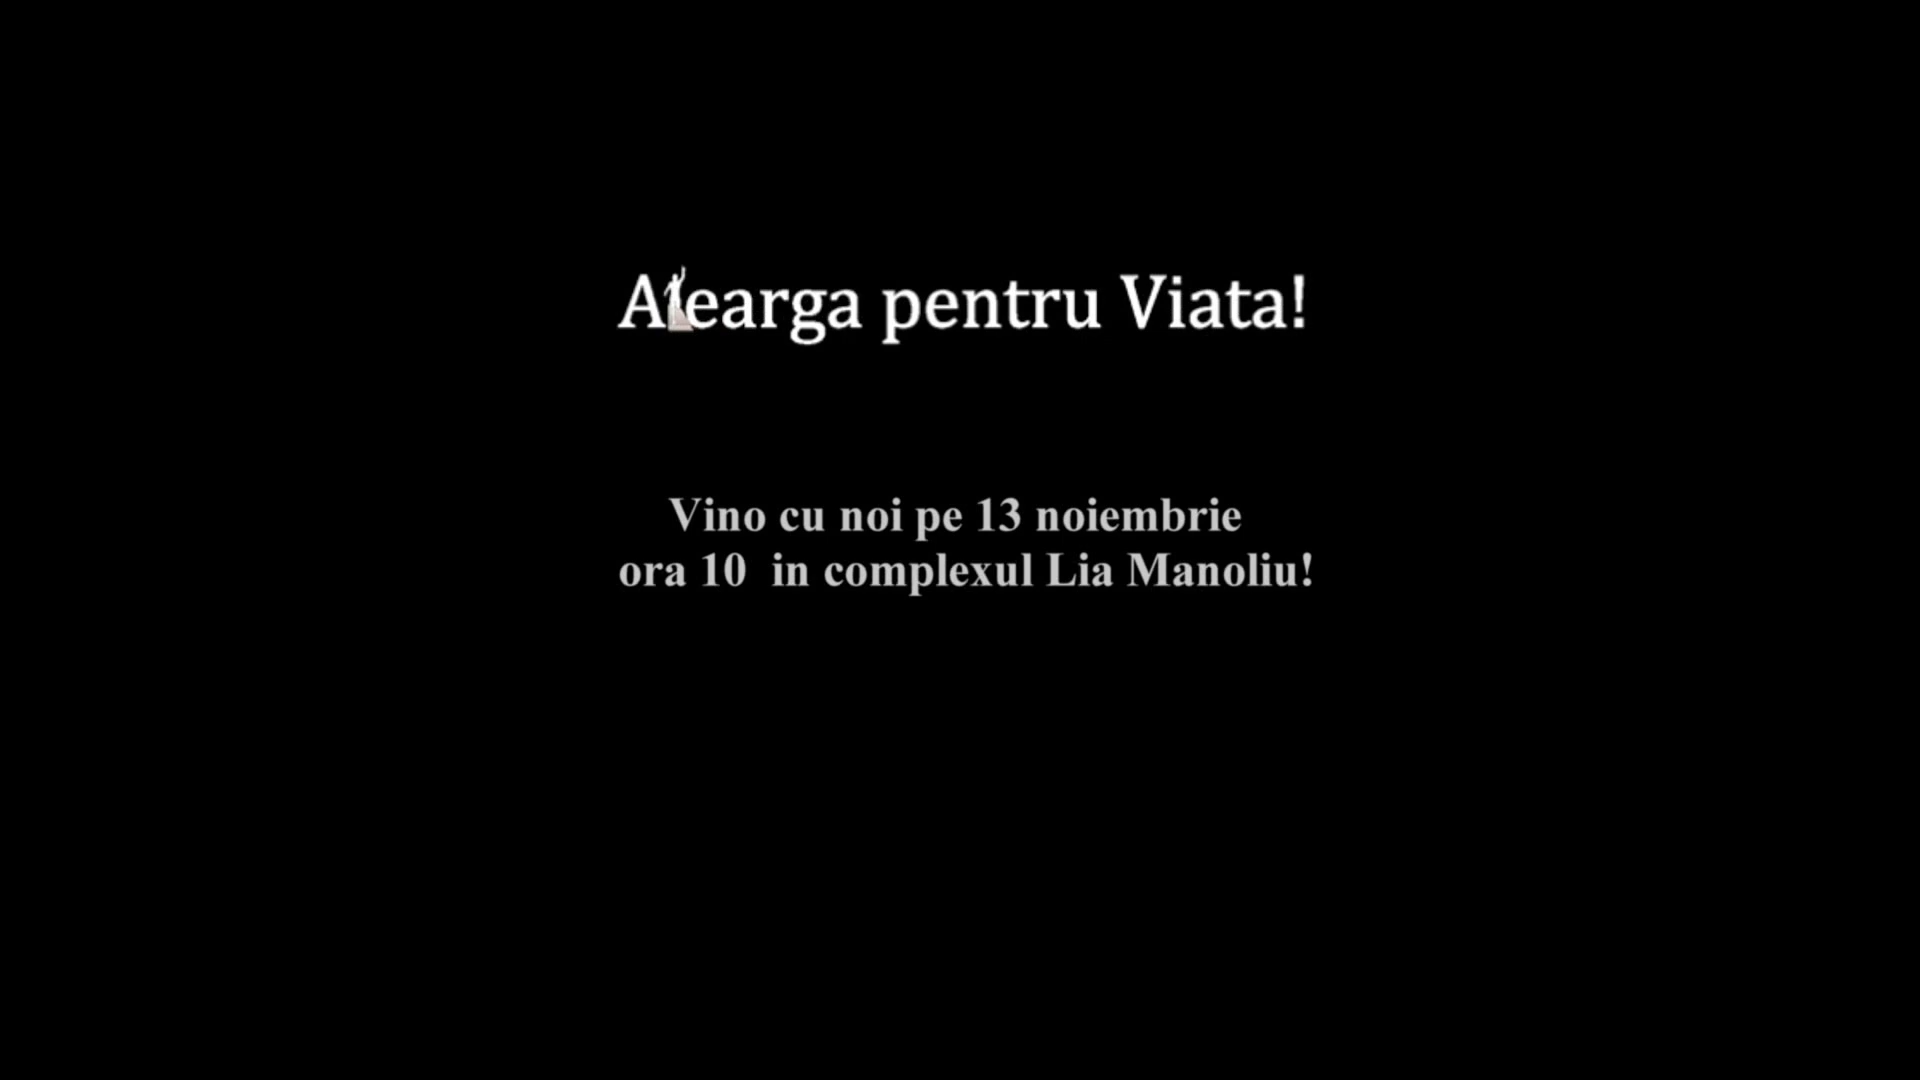 Alearga pentru Viata!
Vino cu noi pe 13 noiembrie
ora 10 in complexul Lia Manoliu!